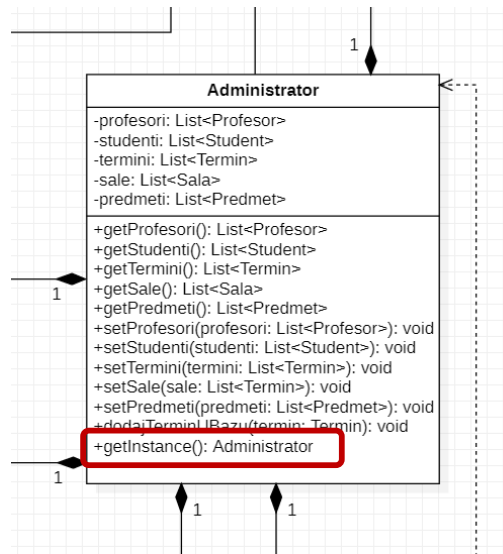 1
Administrator
-profesori: List<Profesor>
-studenti: List<Student>
-termini: List<Termin>
-sale: List<Sala>
-predmeti: List<Predmet>
+getProfesori(): List<Profesor>
+getStudenti(): List<Student>
+getTermini(): List<Termin>
+getSale(): List<Sala>
+getPredmeti(): List<Predmet>
+setProfesori(profesori: List<Profesor>): void
+setStudenti(studenti: List<Student>): void
+setTermini(termini: List<Termin>): void
+setSale(sale: List<Termin>): void
+setPredmeti(predmeti: List<Predmet>): void
+dodajTerminUBazu(termin: Termin): void
+getInstance(): Administrator
1
1
1
1